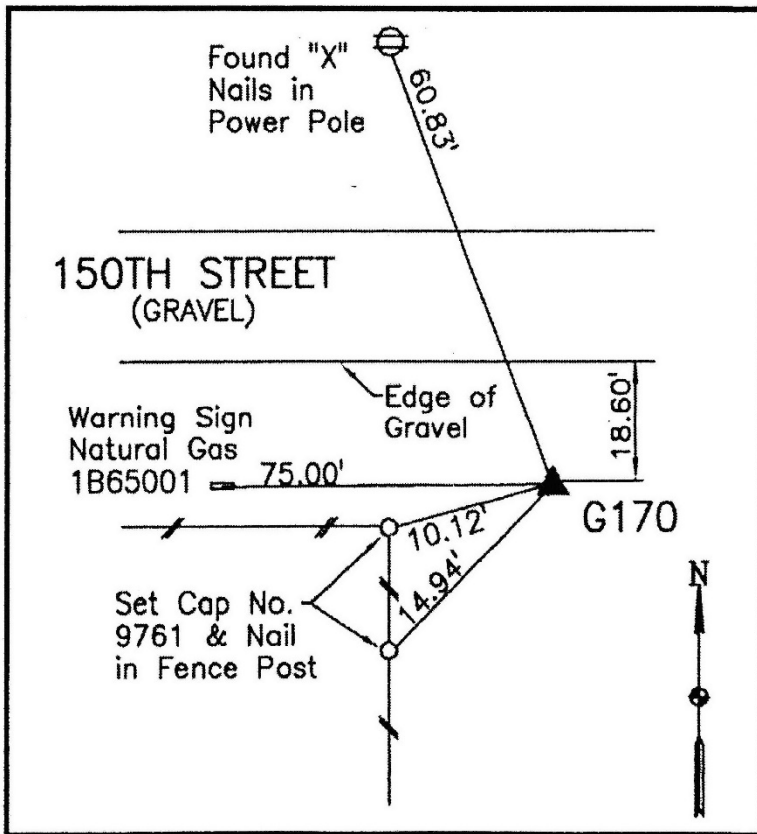 Found "X"
Nails in
Power Pole
60.83'
150TH STREET
(GRAVEL)
Edge of
Gravel
18.60'
Warning Sign
Natural Gas
1B65001
75.00'
G170
10.12'
14.94'
Set Cap No.
9761 & Nail
in Fence Post
N